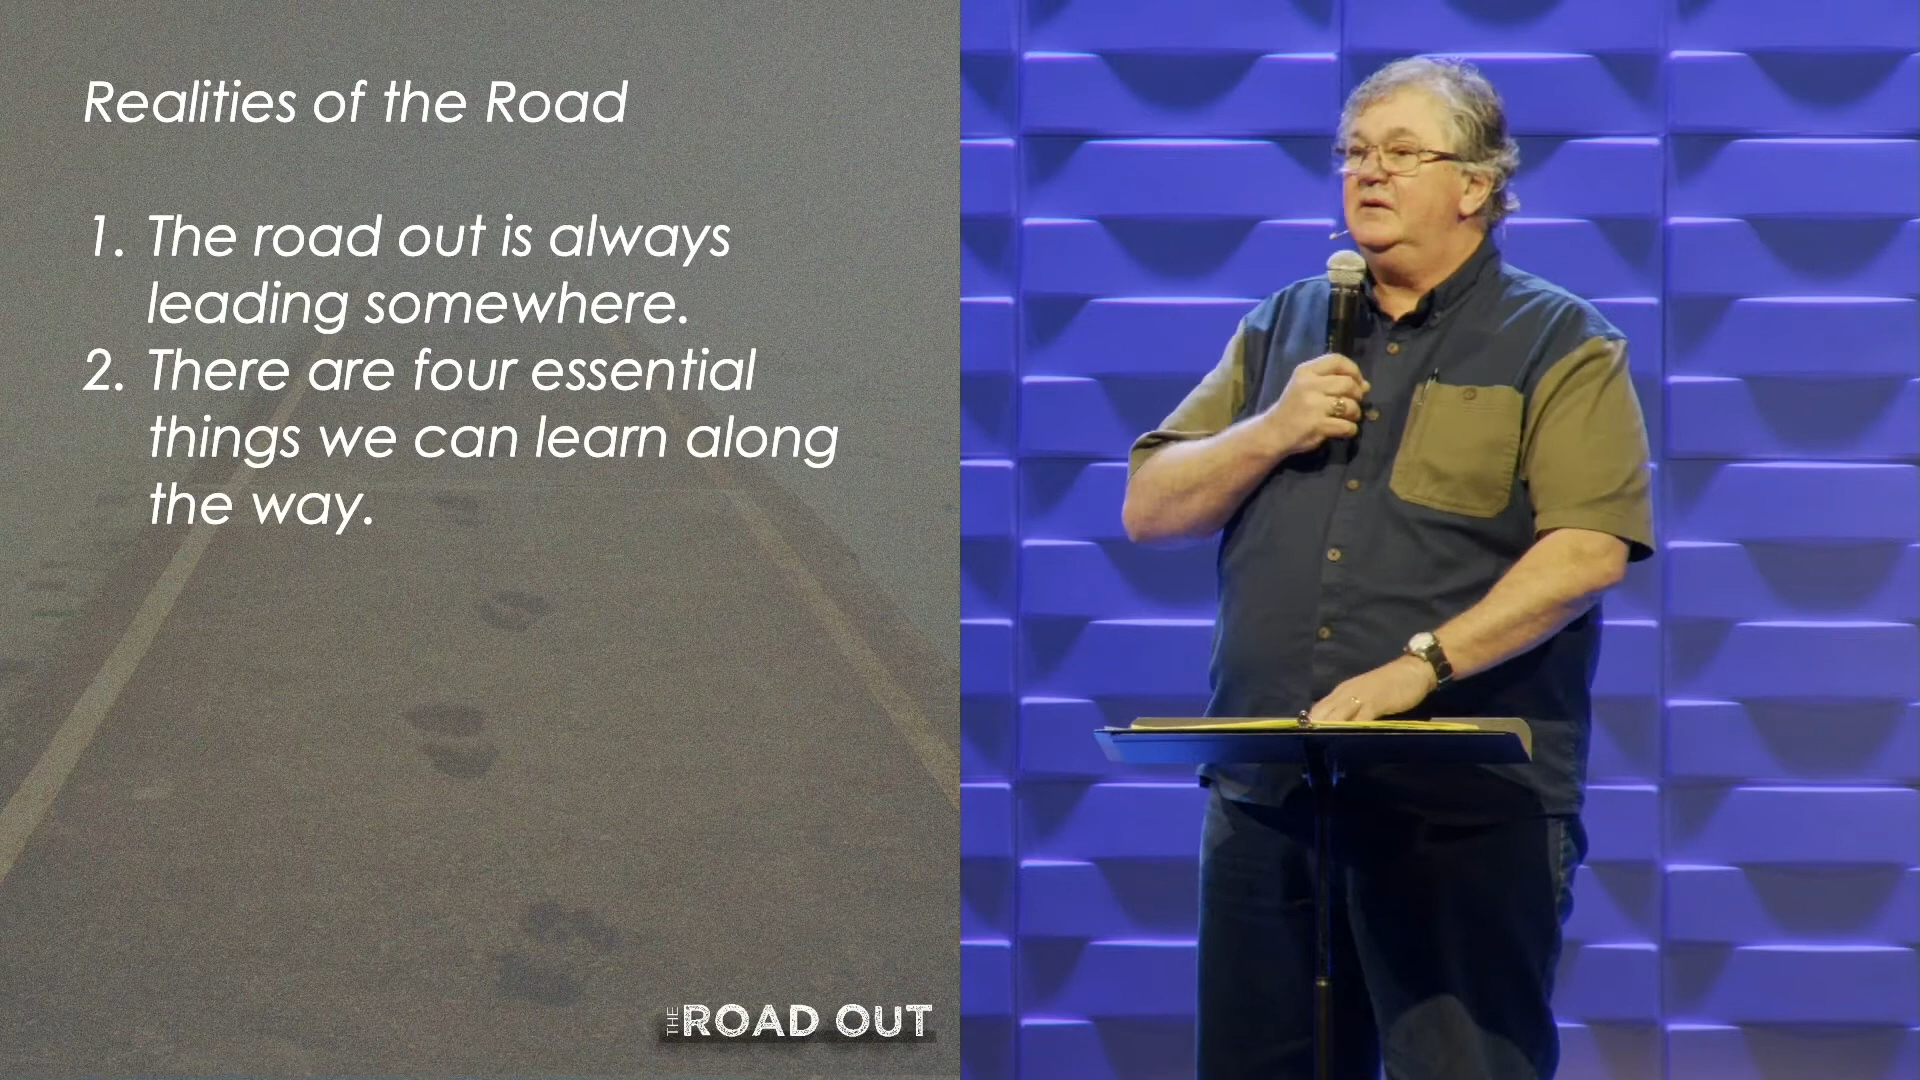 Realities of the Road
1. The road out is always
leading somewhere.
2. There are four essential
things we can learn along
the way.
THE ROAD OUT